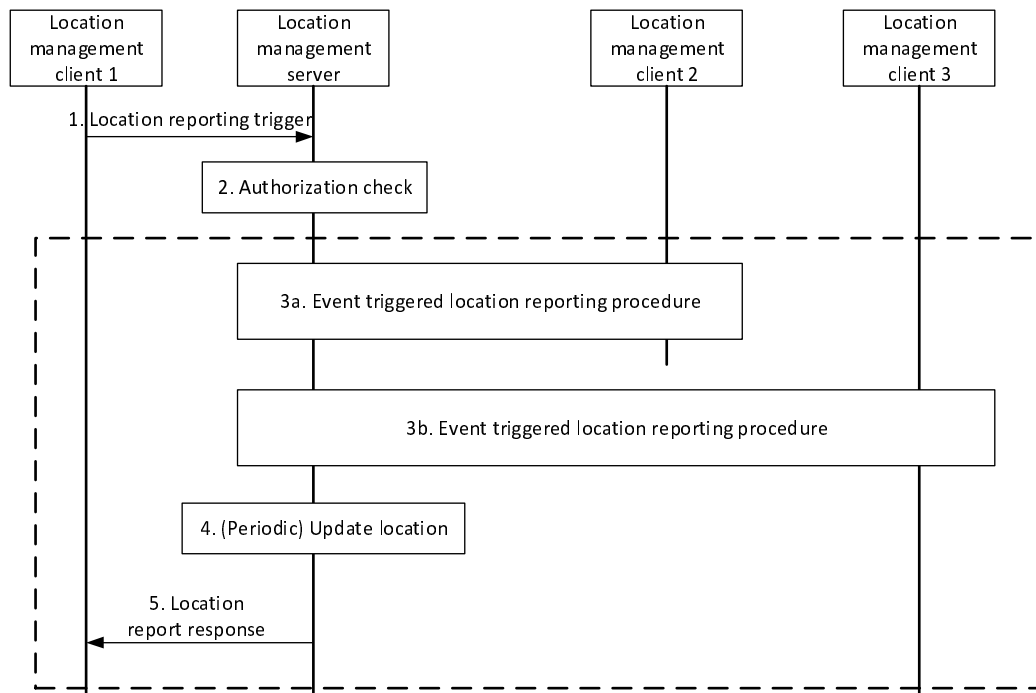 Location
management
client 1
Location
management
server
Location
management
client 2
Location
management
client 3
1. Location reporting trigger
2. Authorization check
3a. Event triggered location reporting procedure
3b. Event triggered location reporting procedure
4. (Periodic) Update location
5. Location
report response